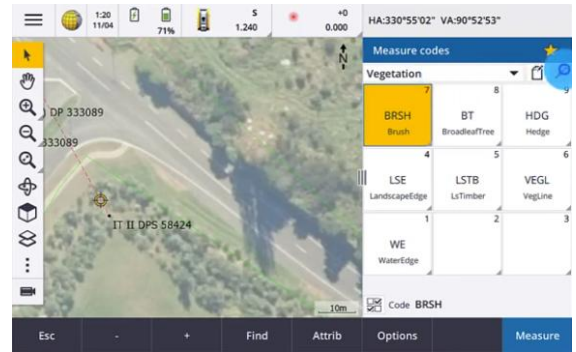 1:20
11/04
71%
S
1.240
+0
0.000
HA:330°55'02" VA:90°52'53"
Measure codes
Vegetation
7
BRSH
Brush
8
BT
BroadleafTree
9
HDG
Hedge
4
LSE
LandscapeEdge
5
LSTB
LsTimber
6
VEGL
VegLine
1
WE
WaterEdge
2
3
Code BRSH
N
) DP 333089
333089
IT II DPS 58424
10m
Esc
-
+
Find
Attrib
Options
Measure